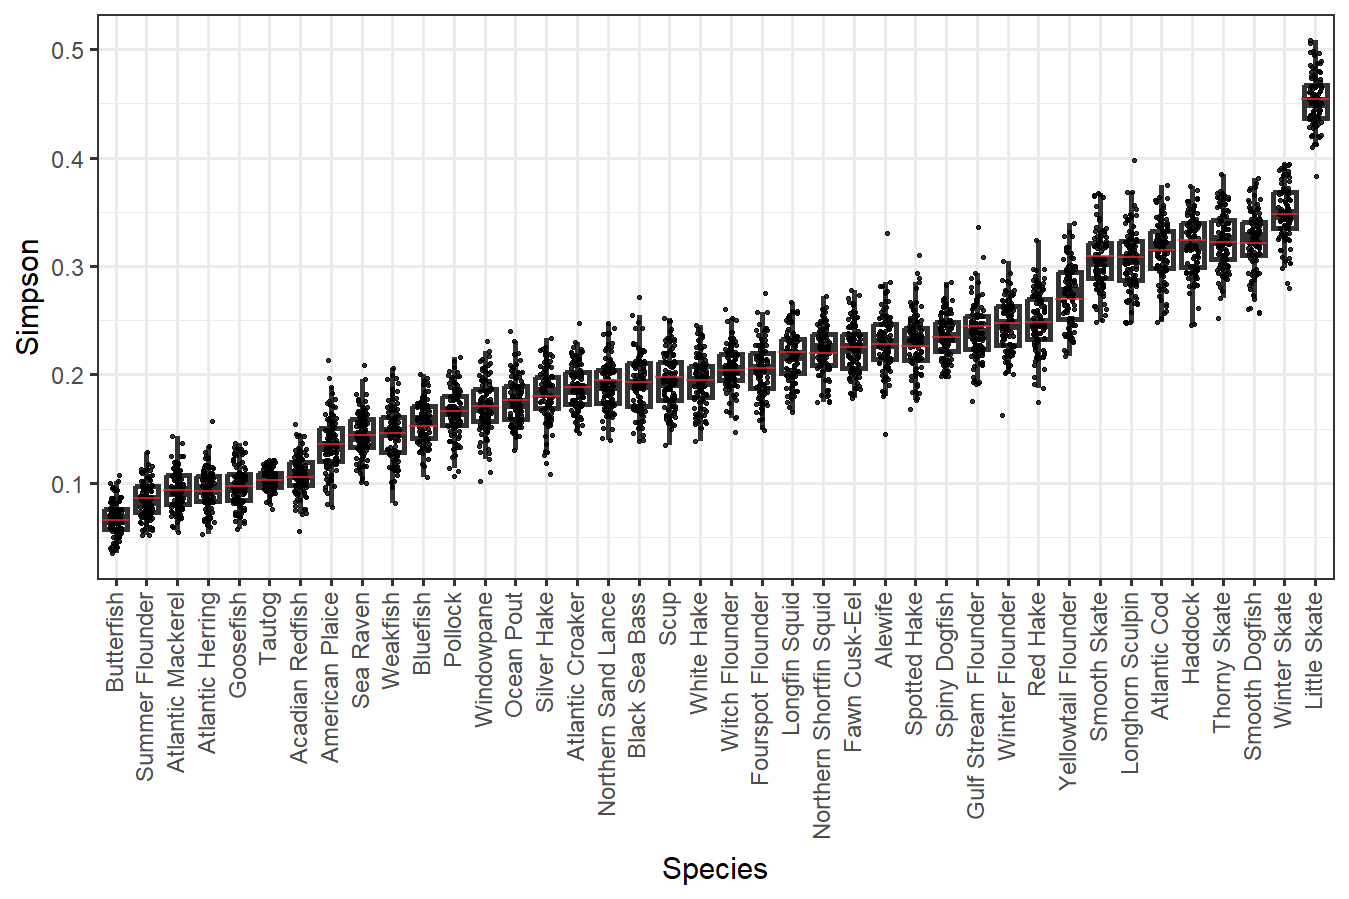 Simpson
0.5
0.4
0.3
0.2
0.1
Butterfish
Summer Flounder
Atlantic Mackerel
Atlantic Herring
Goosefish
Tautog
Acadian Redfish
American Plaice
Sea Raven
Weakfish
Bluefish
Pollock
Windowpane
Ocean Pout
Silver Hake
Atlantic Croaker
Northern Sand Lance
Black Sea Bass
Scup
White Hake
Witch Flounder
Fourspot Flounder
Longfin Squid
Northern Shortfin Squid
Fawn Cusk-Eel
Alewife
Spotted Hake
Spiny Dogfish
Gulf Stream Flounder
Winter Flounder
Red Hake
Yellowtail Flounder
Smooth Skate
Longhorn Sculpin
Atlantic Cod
Haddock
Thorny Skate
Smooth Dogfish
Winter Skate
Little Skate
Species